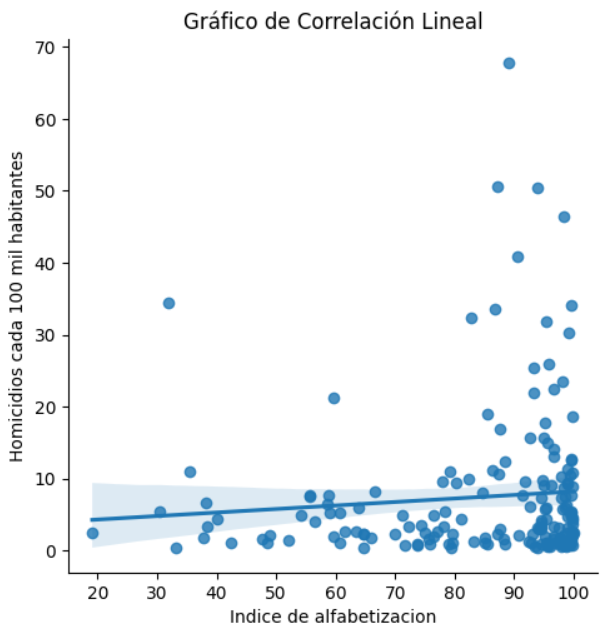 Gráfico de Correlación Lineal
70
60
50
40
30
20
10
0
Homicidios cada 100 mil habitantes
20 30 40 50 60 70 80 90 100
Indice de alfabetizacion